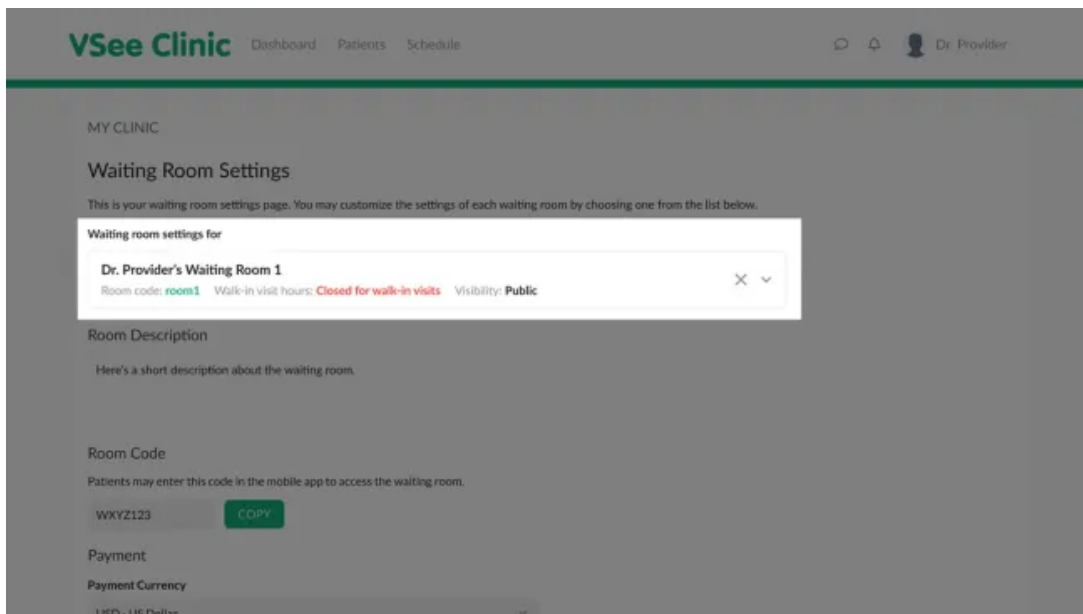 VSee Clinic Dashboard Patients Schedule Dr. Provider
MY CLINIC
Waiting Room Settings
This is your waiting room settings page. You may customize the settings of each waiting room by choosing one from the list below.
Waiting room settings for
Dr. Provider's Waiting Room 1
Room code: room1 Walk-in visit hours: Closed for walk-in visits Visibility: Public
Room Description
Here's a short description about the waiting room.
Room Code
Patients may enter this code in the mobile app to access the waiting room.
WXYZ123 COPY
Payment
Payment Currency
USD - US Dollar